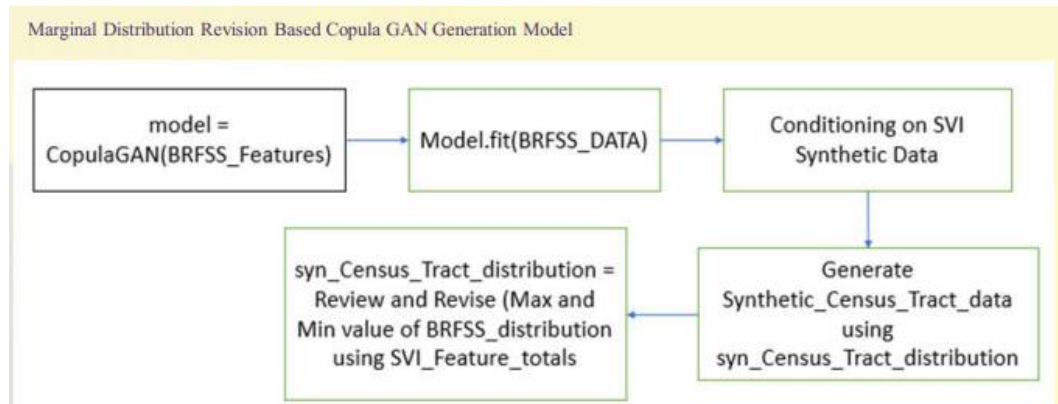 Marginal Distribution Revision Based Copula GAN Generation Model
model =
CopulaGAN(BRFSS_Features)
Model.fit(BRFSS_DATA)
Conditioning on SVI
Synthetic Data
Generate
Synthetic_Census_Tract_data
using
syn_Census_Tract_distribution
syn_Census_Tract_distribution =
Review and Revise (Max and
Min value of BRFSS_distribution
using SVI_Feature_totals